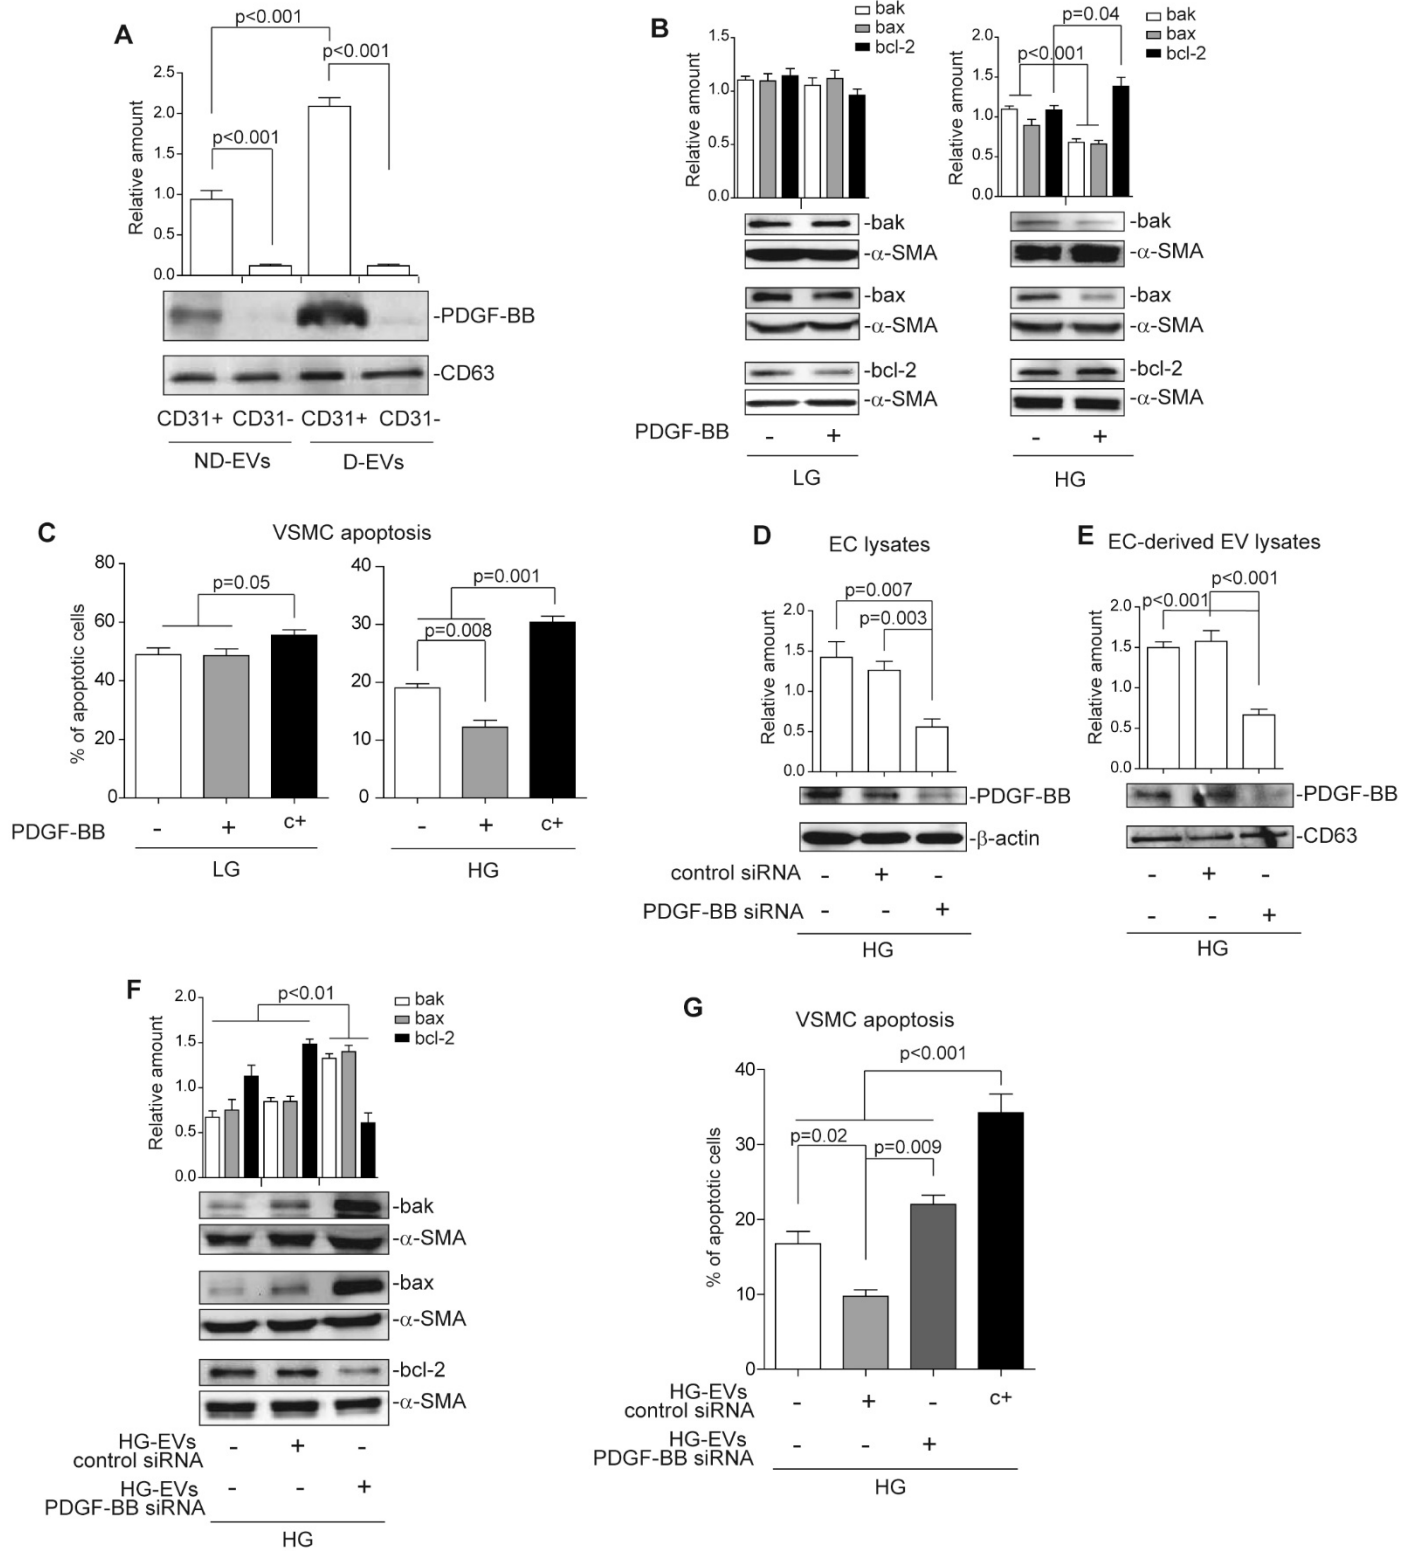 A
p<0.001
p<0.001
p<0.001
Relative amount
2.5
2.0
1.5
1.0
0.5
0.0
-PDGF-BB
-CD63
CD31+ CD31- CD31+ CD31-
ND-EVs
D-EVs
B
bak
bax
bcl-2
Relative amount
1.5
1.0
0.5
0.0
-bak
-α-SMA
-bax
-α-SMA
-bcl-2
-α-SMA
PDGF-BB - +
LG
p=0.04
p<0.001
bak
bax
bcl-2
Relative amount
2.0
1.5
1.0
0.5
0.0
-bak
-α-SMA
-bax
-α-SMA
-bcl-2
-α-SMA
- +
HG
C
VSMC apoptosis
% of apoptotic cells
80
60
40
20
0
p=0.05
PDGF-BB - + c+
LG
40
30
20
10
0
p=0.001
p=0.008
- + c+
HG
D
EC lysates
p=0.007
p=0.003
Relative amount
2.0
1.5
1.0
0.5
0.0
-PDGF-BB
-β-actin
control siRNA - + -
PDGF-BB siRNA - - +
HG
E
EC-derived EV lysates
p<0.001
p<0.001
Relative amount
2.0
1.5
1.0
0.5
0.0
-PDGF-BB
-CD63
- + -
- - +
HG
F
p<0.01
bak
bax
bcl-2
Relative amount
2.0
1.5
1.0
0.5
0.0
-bak
-α-SMA
-bax
-α-SMA
-bcl-2
-α-SMA
HG-EVs
control siRNA - + -
HG-EVs
PDGF-BB siRNA - - +
HG
G
VSMC apoptosis
p<0.001
p=0.02
p=0.009
% of apoptotic cells
40
30
20
10
0
HG-EVs
control siRNA - + - c+
HG-EVs
PDGF-BB siRNA - - +
HG